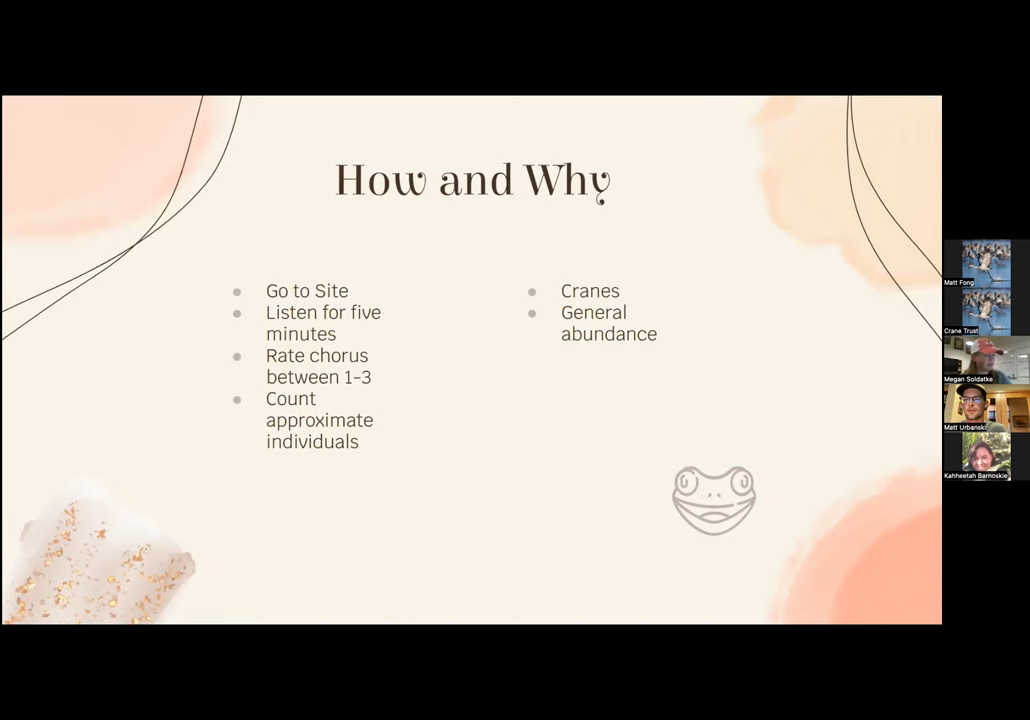 How and Why
Go to Site
Listen for five
minutes
Rate chorus
between 1-3
Count
approximate
individuals
Cranes
General
abundance
Matt Fong
Crane Trust
Megan Soldatke
Matt Urbanski
Kahheetah Barnoskie